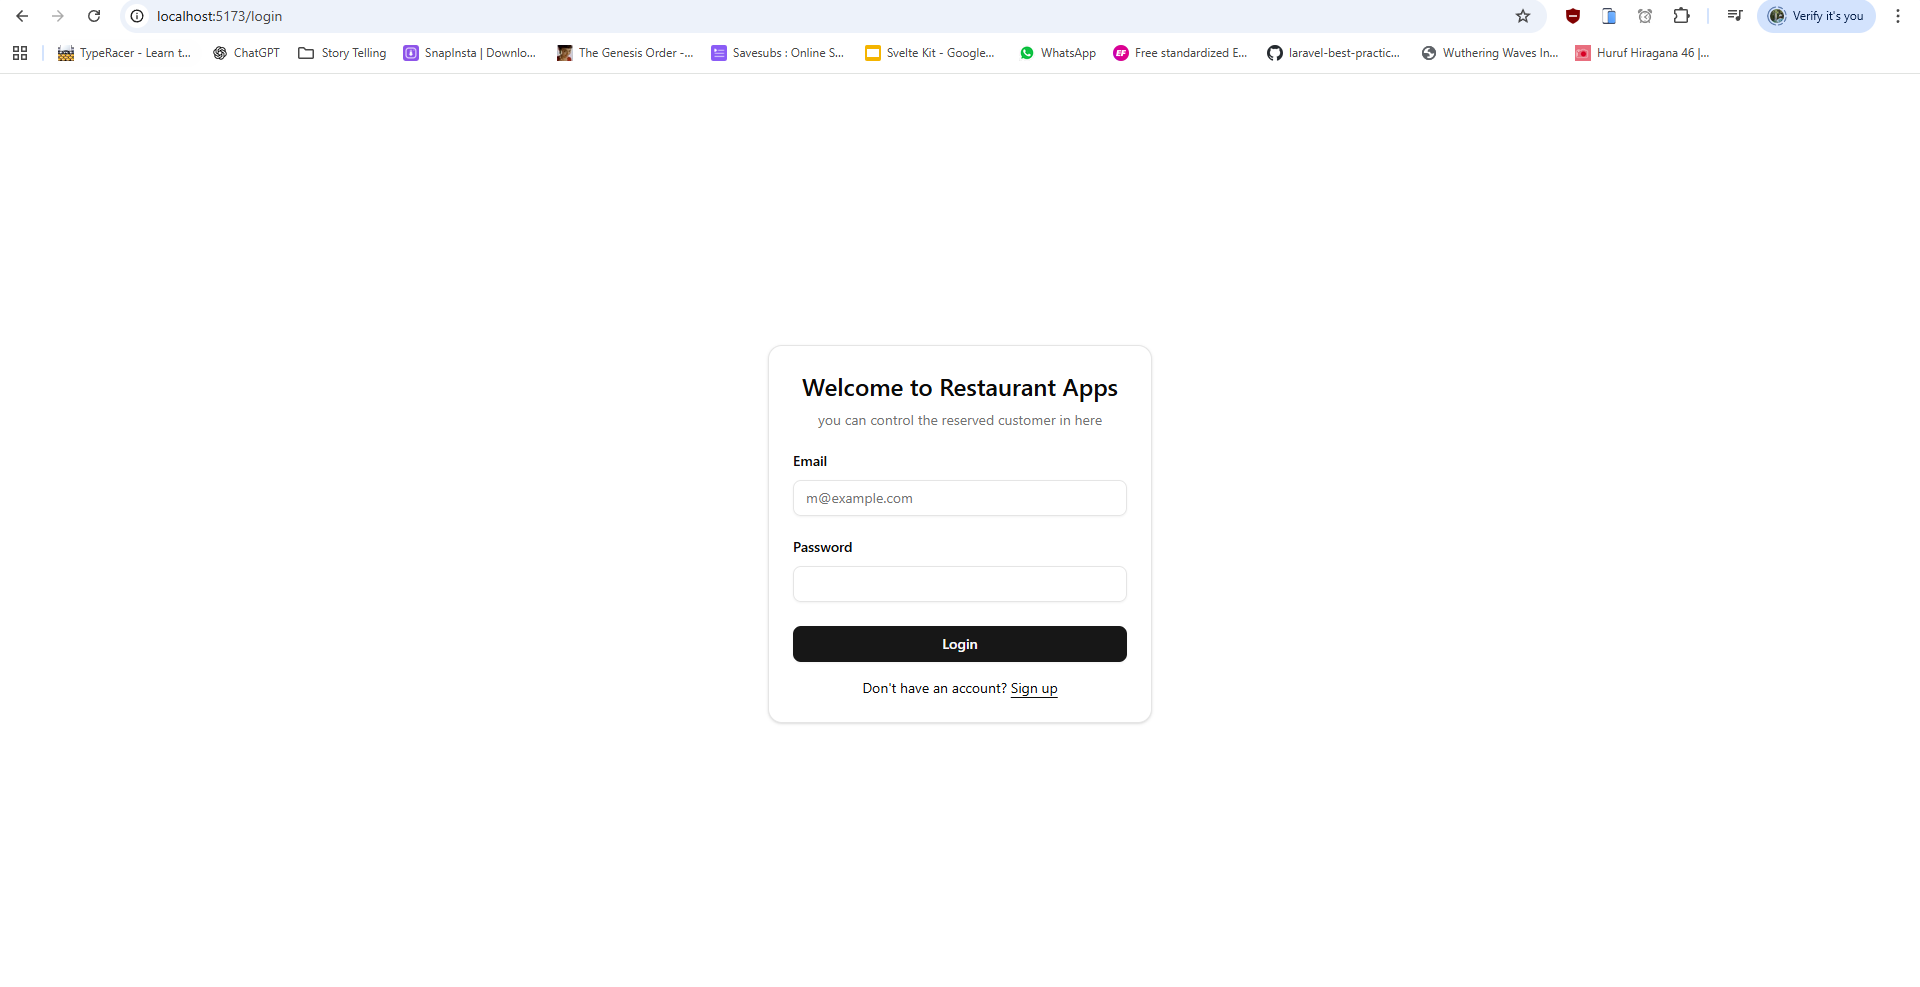 localhost:5173/login
Verify it's you
TypeRacer - Learn t...
ChatGPT
Story Telling
SnapInsta | Downlo...
The Genesis Order -...
Savesubs : Online S...
Svelte Kit - Google...
WhatsApp
EF
Free standardized E...
laravel-best-practic...
Wuthering Waves In...
Huruf Hiragana 46 |...
Welcome to Restaurant Apps
you can control the reserved customer in here
Email
m@example.com
Password
Login
Don't have an account? Sign up